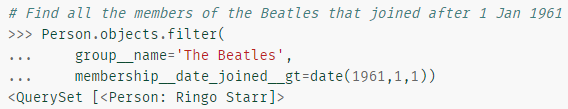 # Find all the members of the Beatles that joined after 1 Jan 1961
>>> Person.objects.filter(
...     group__name='The Beatles',
...     membership__date_joined__gt=date(1961,1,1))
<QuerySet [<Person: Ringo Starr]>